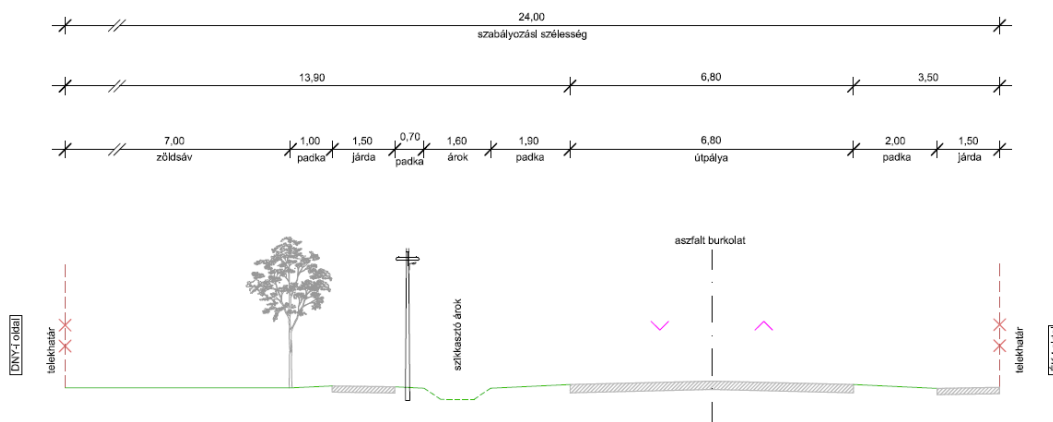 24,00
szabályozási szélesség
13,90 6,80 3,50
7,00 1,00 1,50 0,70 1,60 1,90 6,80 2,00 1,50
zöldsáv padka járda padka árok padka útpálya padka járda
aszfalt burkolat
DNY-i oldal
telekhatár
szikkasztó árok
telekhatár